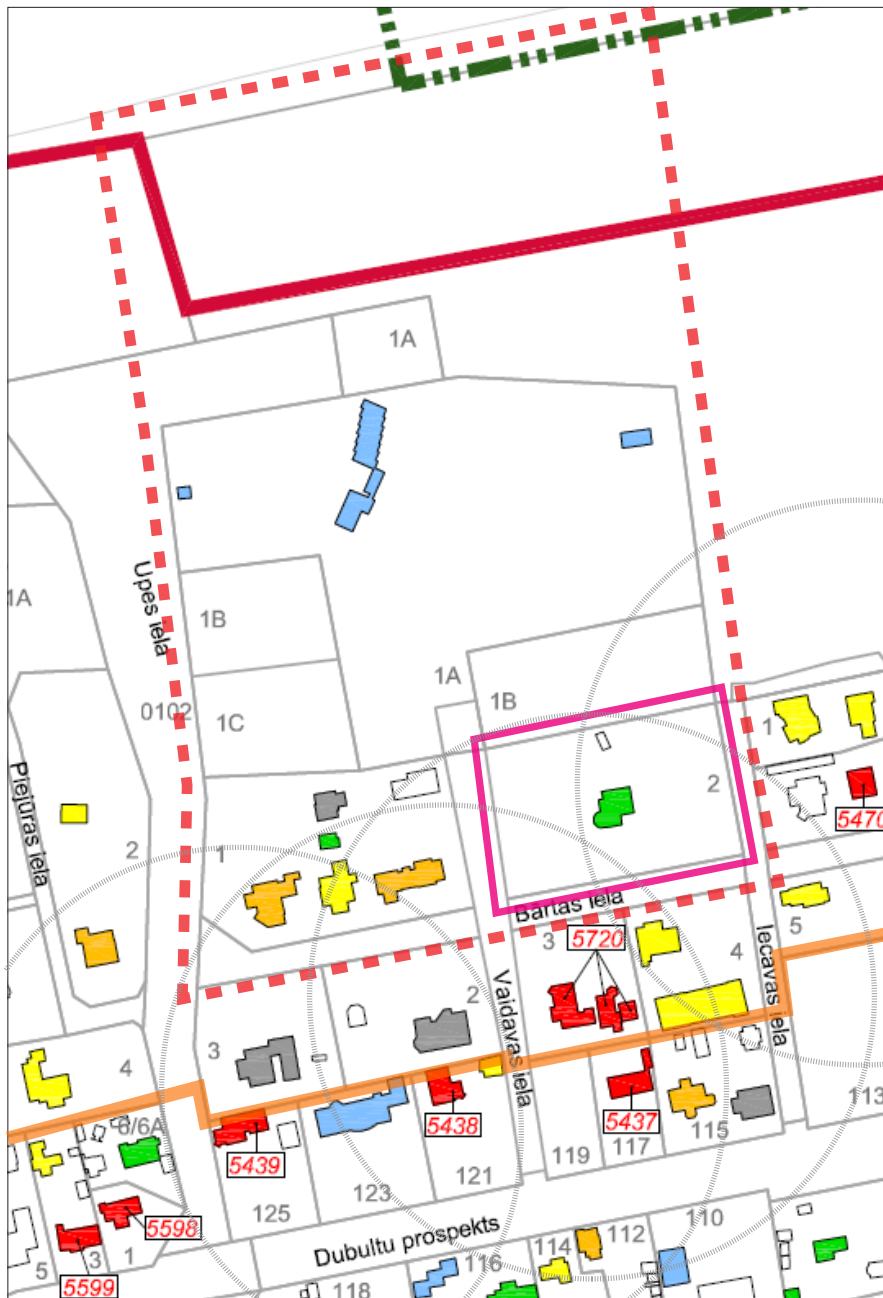 1A
1A
Upes iela
1B
1A
1B
0102
1C
1
Piejūras iela
2
2
5470
1
Bārtas iela
5
3
5720
4
Iecavas iela
2
Vaidavas iela
3
4
113
6/6A
5437
5438
5439
119
117
115
121
123
125
5598
3
1
5
5599
Dubultu prospekts
110
112
114
116
118